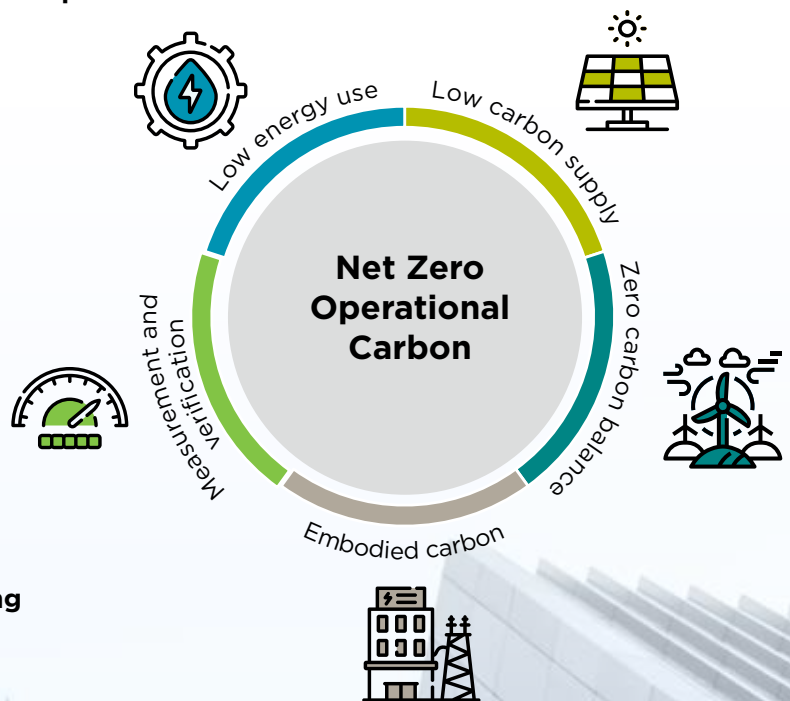 Low energy use
Low carbon supply
Net Zero
Operational
Carbon
Zero carbon balance
Measurement and
verification
Embodied carbon